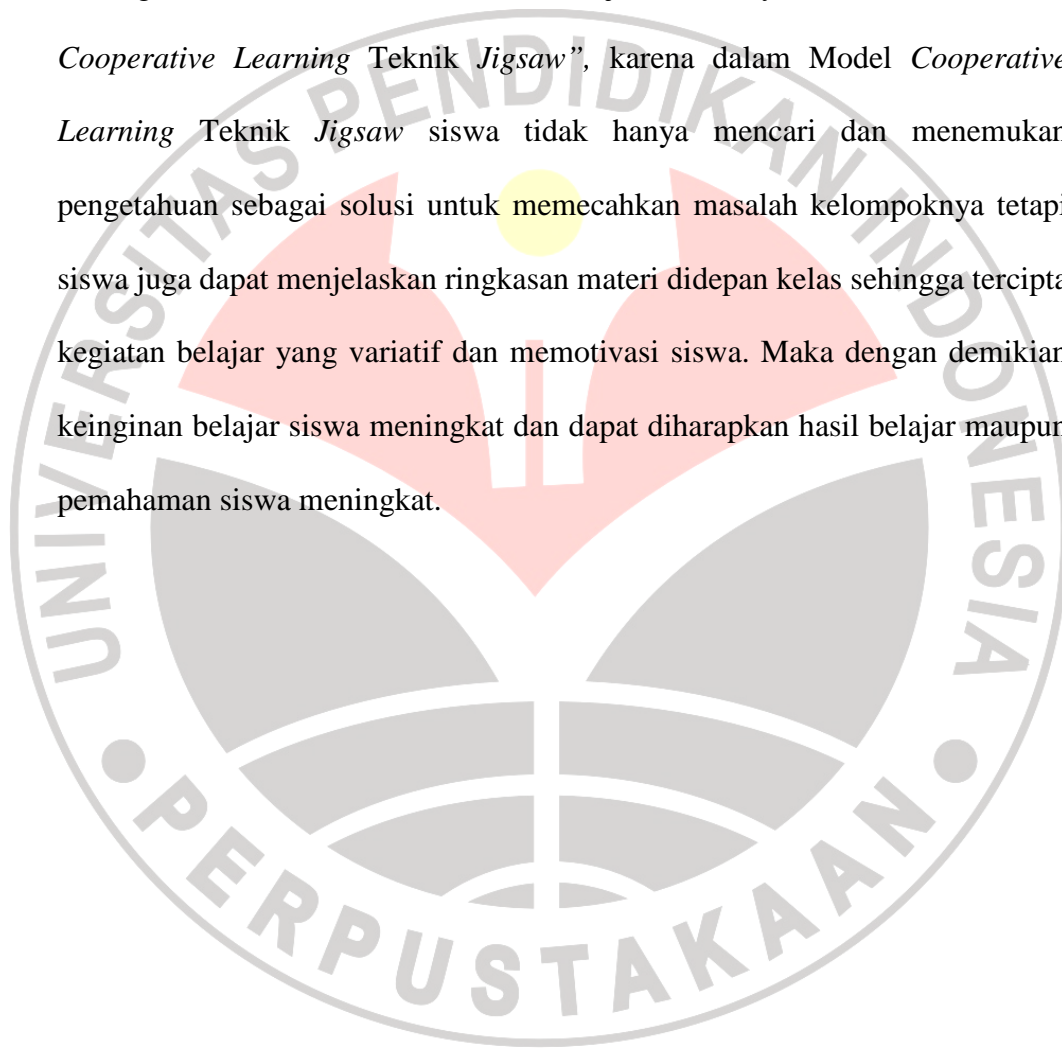 Cooperative Learning Teknik Jigsaw”, karena dalam Model Cooperative
Learning Teknik Jigsaw siswa tidak hanya mencari dan menemukan
pengetahuan sebagai solusi untuk memecahkan masalah kelompoknya tetapi
siswa juga dapat menjelaskan ringkasan materi didepan kelas sehingga tercipta
kegiatan belajar yang variatif dan memotivasi siswa. Maka dengan demikian
keinginan belajar siswa meningkat dan dapat diharapkan hasil belajar maupun
pemahaman siswa meningkat.
UNIVERSITAS PENDIDIKAN INDONESIA
PERPUSTAKAAN